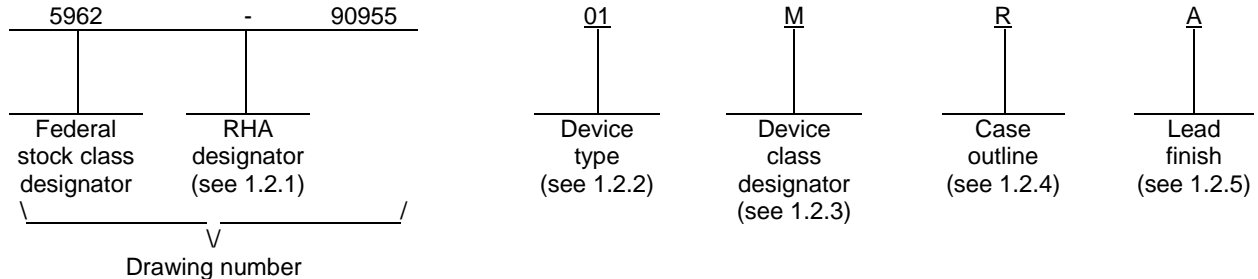 5962 - 90955 01 M R A
Federal stock class designator
RHA designator (see 1.2.1)
Device type (see 1.2.2)
Device class designator (see 1.2.3)
Case outline (see 1.2.4)
Lead finish (see 1.2.5)
\ / \/
Drawing number